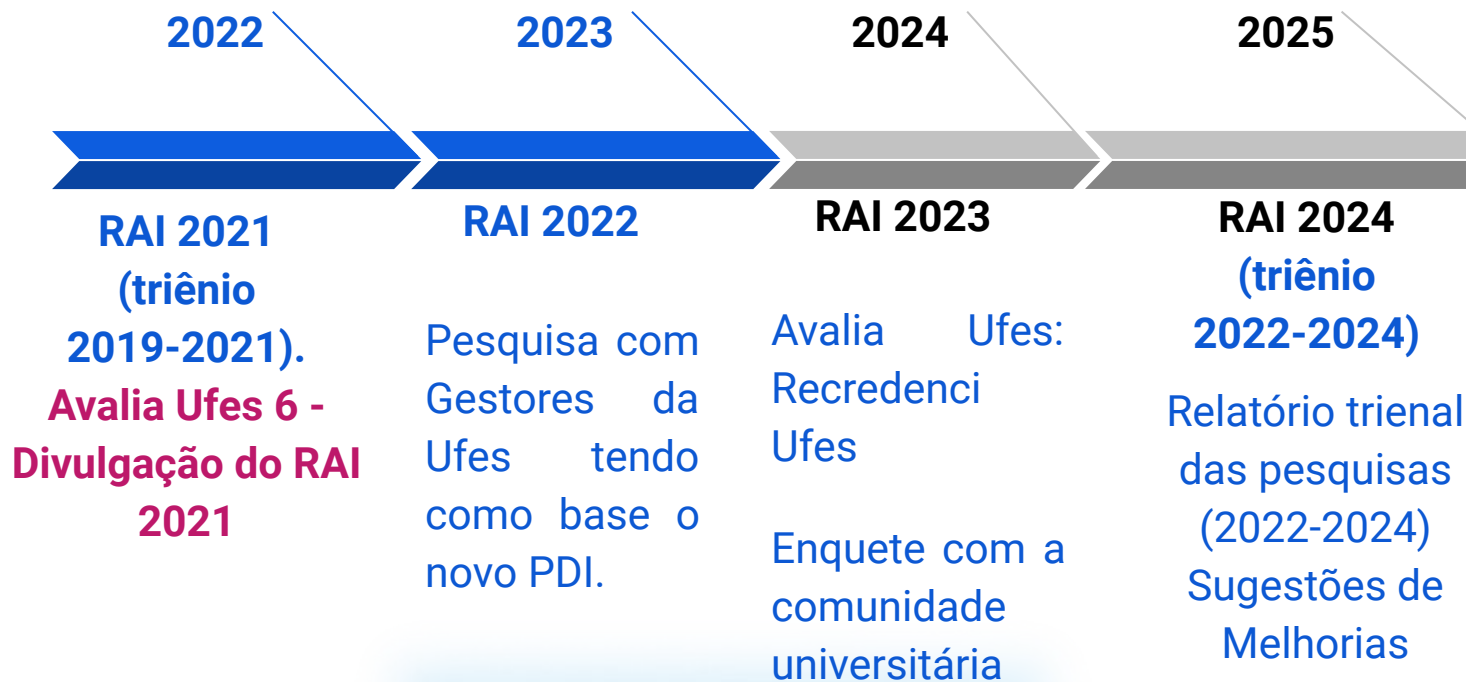 2022
2023
2024
2025
RAI 2021
(triênio
2019-2021).
Avalia Ufes 6 -
Divulgação do RAI
2021
RAI 2022
Pesquisa com
Gestores da
Ufes tendo
como base o
novo PDI.
RAI 2023
Avalia Ufes:
Recredenci
Ufes
Enquete com a
comunidade
universitária
RAI 2024
(triênio
2022-2024)
Relatório trienal
das pesquisas
(2022-2024)
Sugestões de
Melhorias